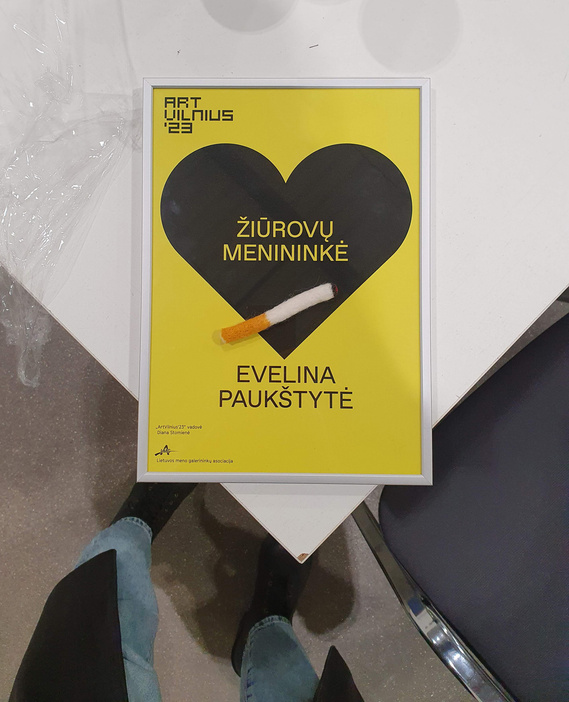 ART
VILNIUS
'23
ŽIŪROVŲ
MENININKĖ
EVELINA
PAUKŠTYTĖ
„ArtVilnius'23" vadovė
Diana Stomienė
Lietuvos meno galerininkų asociacija